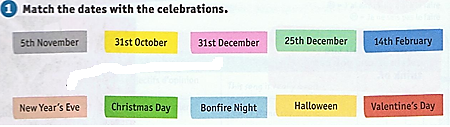 1 Match the dates with the celebrations.
5th November 31st October 31st December 25th December 14th February
New Year's Eve Christmas Day Bonfire Night Halloween Valentine's Day